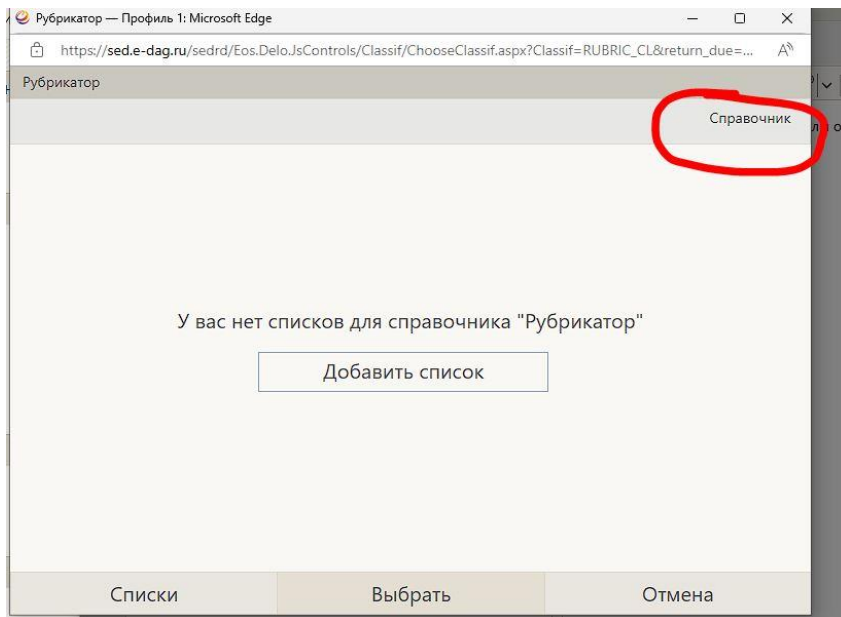 Рубрикатор — Профиль 1: Microsoft Edge
https://sed.e-dag.ru/sedrd/Eos.Delo.JsControls/Classif/ChooseClassif.aspx?Classif=RUBRIC_CL&return_due=...
Рубрикатор
Справочник
У вас нет списков для справочника "Рубрикатор"
Добавить список
Списки Выбрать Отмена